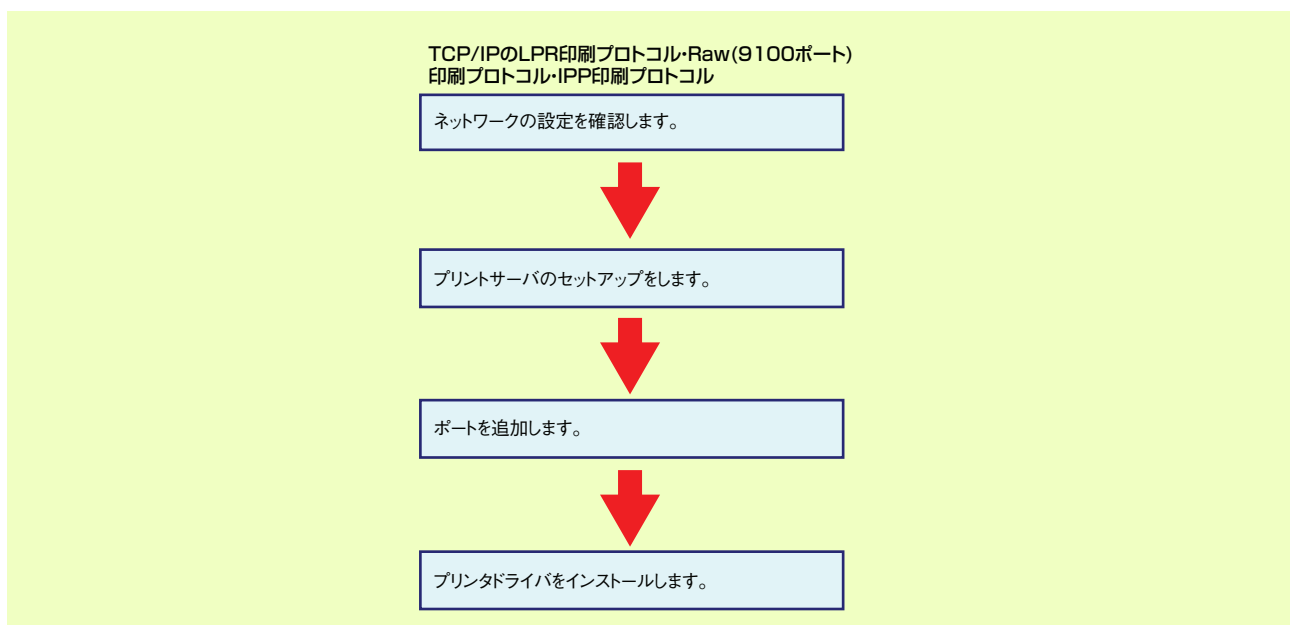 TCP/IPのLPR印刷プロトコル・Raw(9100ポート)
印刷プロトコル・IPP印刷プロトコル
ネットワークの設定を確認します。
プリントサーバのセットアップをします。
ポートを追加します。
プリンタドライバをインストールします。